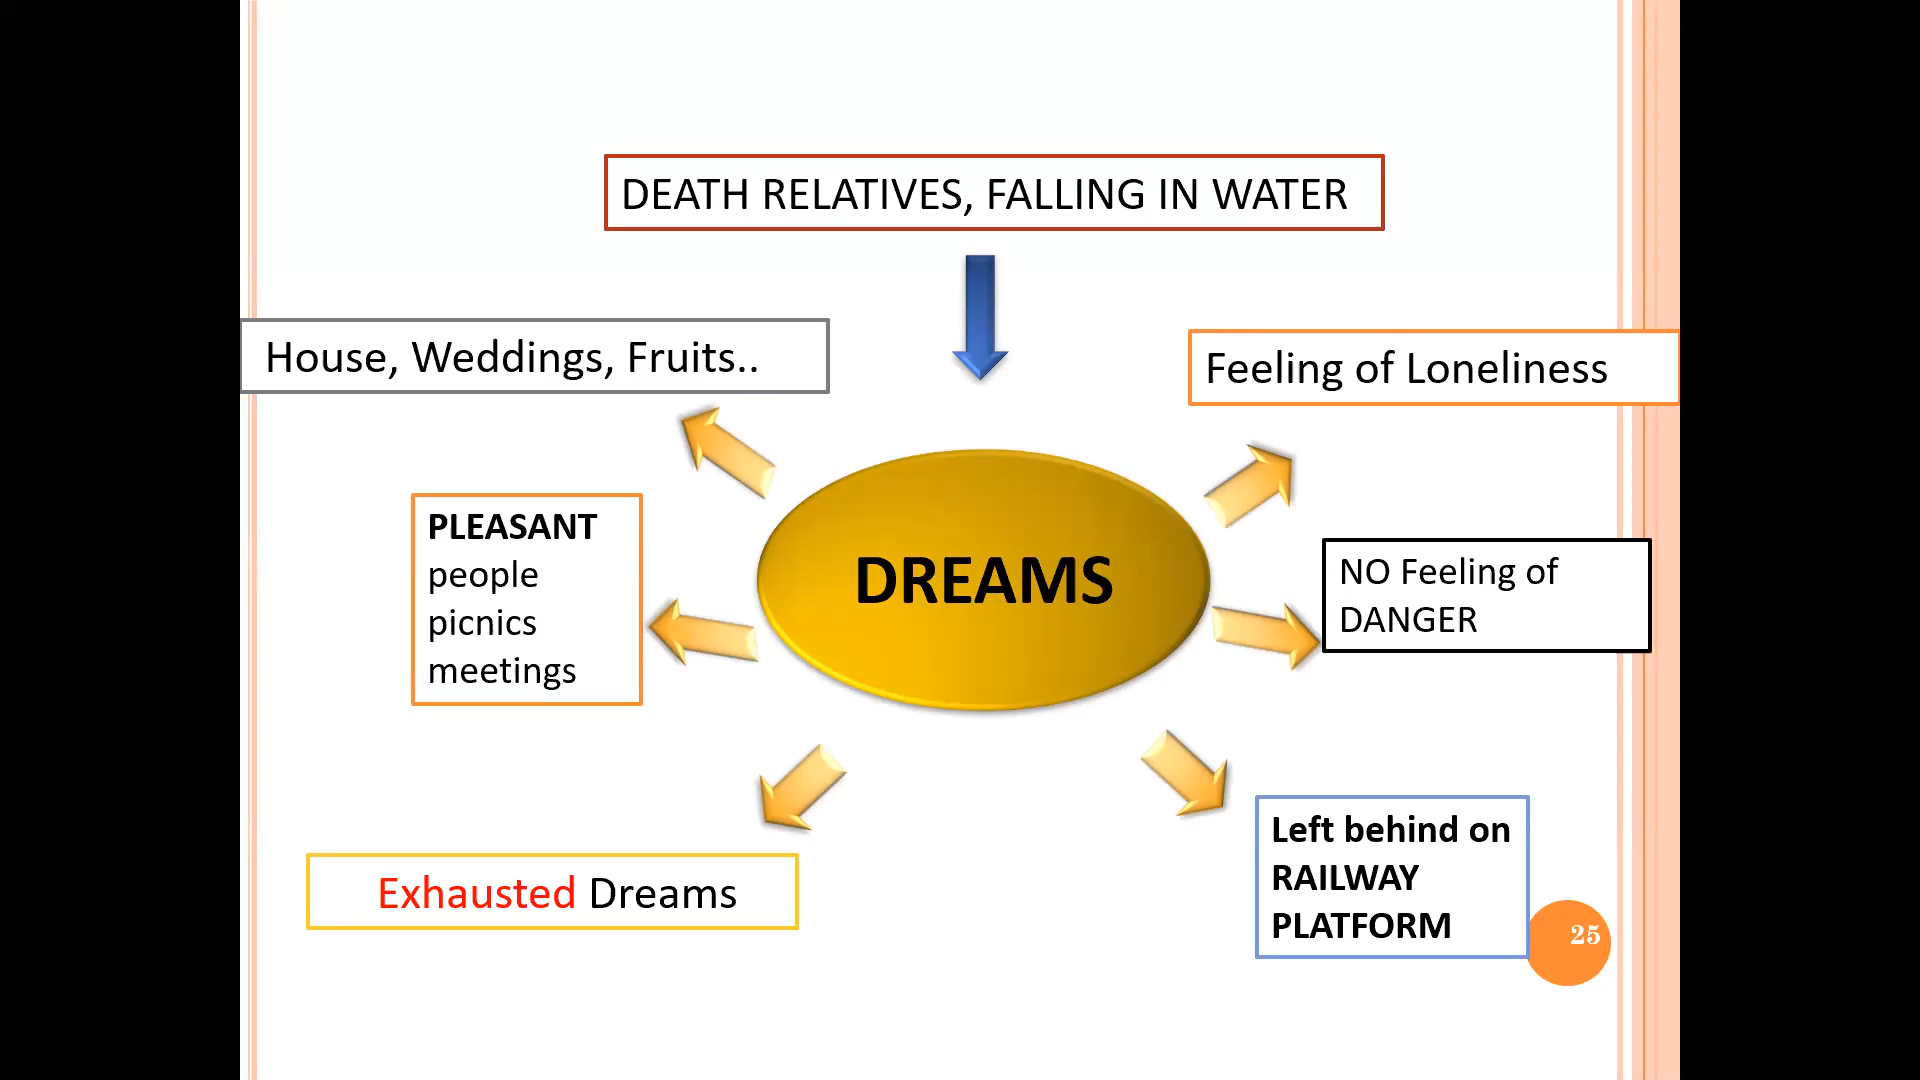 DEATH RELATIVES, FALLING IN WATER
House, Weddings, Fruits..
Feeling of Loneliness
PLEASANT
people
picnics
meetings
DREAMS
NO Feeling of
DANGER
Exhausted Dreams
Left behind on
RAILWAY
PLATFORM
25